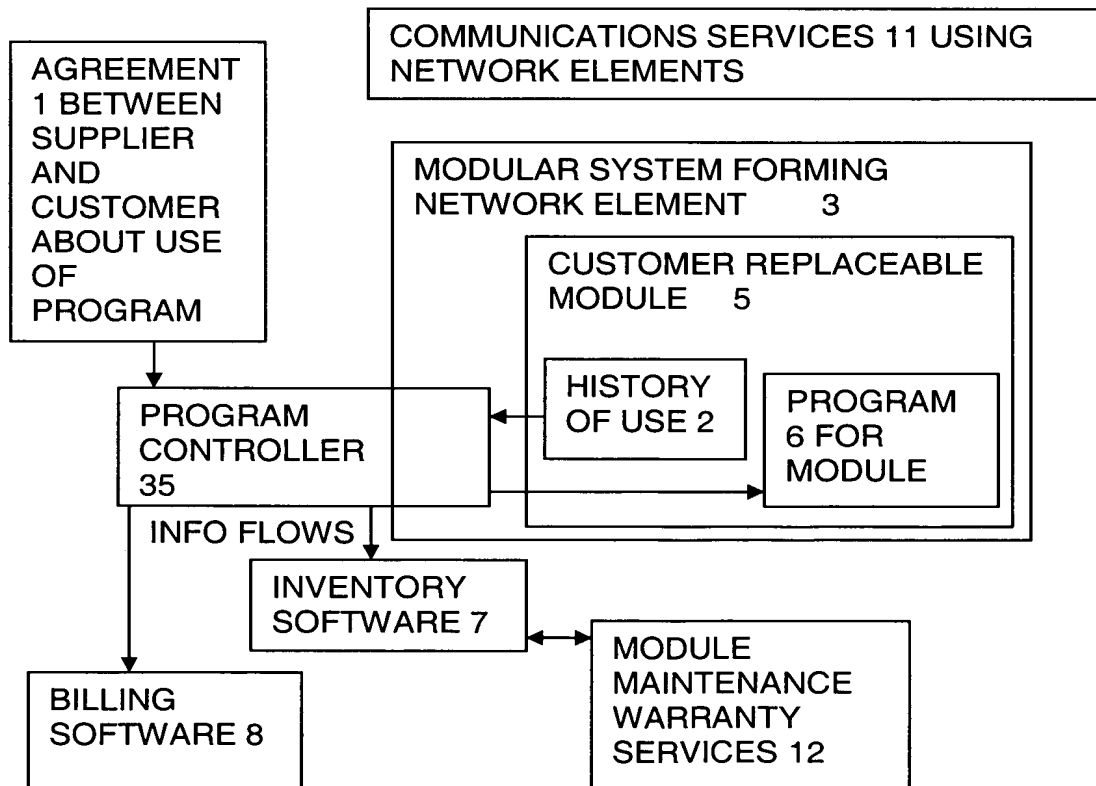 COMMUNICATIONS SERVICES 11 USING
NETWORK ELEMENTS
AGREEMENT
1 BETWEEN
SUPPLIER
AND
CUSTOMER
ABOUT USE
OF
PROGRAM
MODULAR SYSTEM FORMING
NETWORK ELEMENT 3
CUSTOMER REPLACEABLE
MODULE 5
HISTORY
OF USE 2
PROGRAM
6 FOR
MODULE
PROGRAM
CONTROLLER
35
INFO FLOWS
INVENTORY
SOFTWARE 7
BILLING
SOFTWARE 8
MODULE
MAINTENANCE
WARRANTY
SERVICES 12